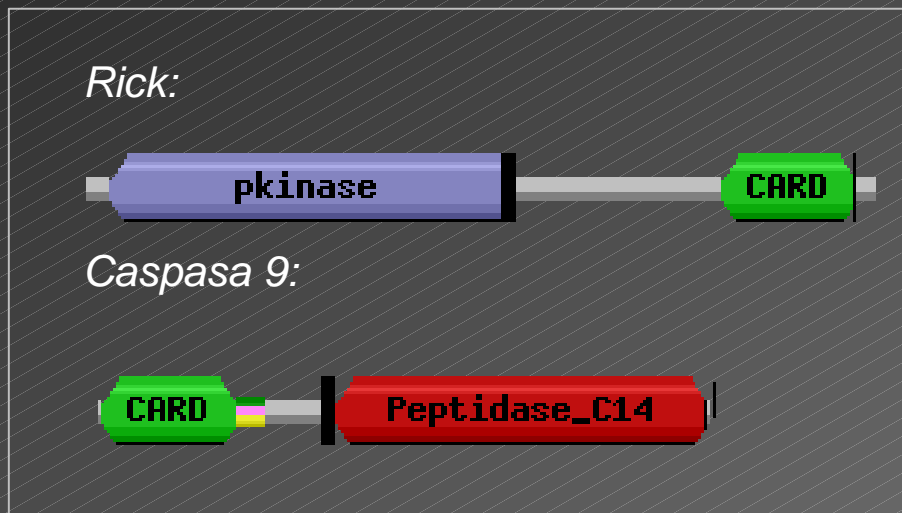 Rick:
pkinase
CARD
Caspasa 9:
CARD
Peptidase_C14